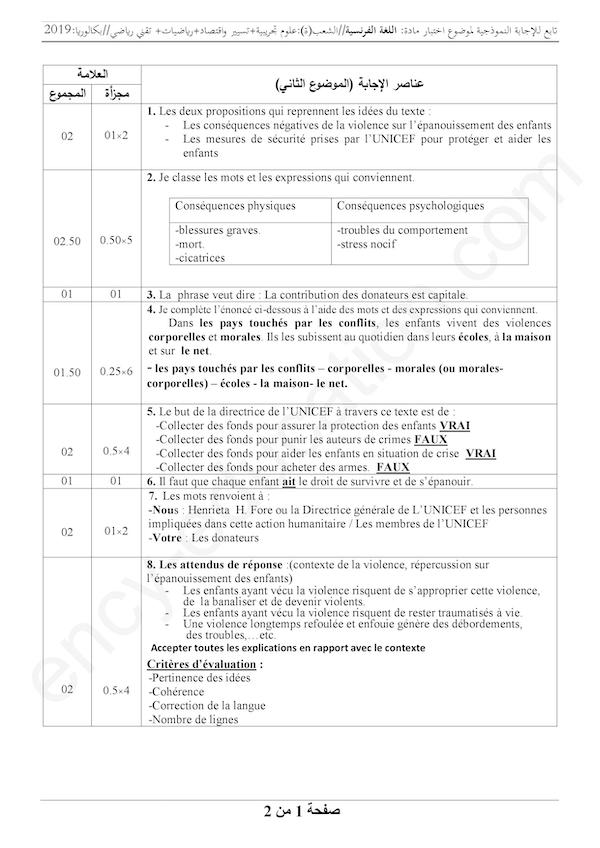 تابع للإجابة النموذجية لموضوع اختبار مادة: اللغة الفرنسية//الشعب(ة):علوم تجريبية+تسيير واقتصاد+رياضيات+ تقني رياضي//بكالوريا:2019
العلامة
عناصر الإجابة (الموضوع الثاني)
المجموع مجزأة
1. Les deux propositions qui reprennent les idées du texte :
- Les conséquences négatives de la violence sur l’épanouissement des enfants
02 01×2
- Les mesures de sécurité prises par l’UNICEF pour protéger et aider les
enfants
2. Je classe les mots et les expressions qui conviennent.
Conséquences physiques Conséquences psychologiques
02.50 0.50×5
-blessures graves. -troubles du comportement
-mort. -stress nocif
-cicatrices
01 01 3. La phrase veut dire : La contribution des donateurs est capitale.
4. Je complète l’énoncé ci-dessous à l’aide des mots et des expressions qui conviennent.
Dans les pays touchés par les conflits, les enfants vivent des violences
corporelles et morales. Ils les subissent au quotidien dans leurs écoles, à la maison
et sur le net.
01.50 0.25×6
- les pays touchés par les conflits – corporelles - morales (ou morales-
corporelles) – écoles - la maison- le net.
5. Le but de la directrice de l’UNICEF à travers ce texte est de :
-Collecter des fonds pour assurer la protection des enfants VRAI
-Collecter des fonds pour punir les auteurs de crimes FAUX
02 0.5×4
-Collecter des fonds pour aider les enfants en situation de crise VRAI
-Collecter des fonds pour acheter des armes. FAUX
01 01 6. Il faut que chaque enfant ait le droit de survivre et de s’épanouir.
7. Les mots renvoient à :
-Nous : Henrieta H. Fore ou la Directrice générale de L’UNICEF et les personnes
impliquées dans cette action humanitaire / Les membres de l’UNICEF
02 01×2
-Votre : Les donateurs
8. Les attendus de réponse :(contexte de la violence, répercussion sur
l’épanouissement des enfants)
- Les enfants ayant vécu la violence risquent de s’approprier cette violence,
de la banaliser et de devenir violents.
- Les enfants ayant vécu la violence risquent de rester traumatisés à vie.
- Une violence longtemps refoulée et enfouie génère des débordements,
des troubles,…etc.
Accepter toutes les explications en rapport avec le contexte
Critères d’évaluation :
-Pertinence des idées
02 0.5×4
-Cohérence
-Correction de la langue
-Nombre de lignes
صفحة 1 من 2